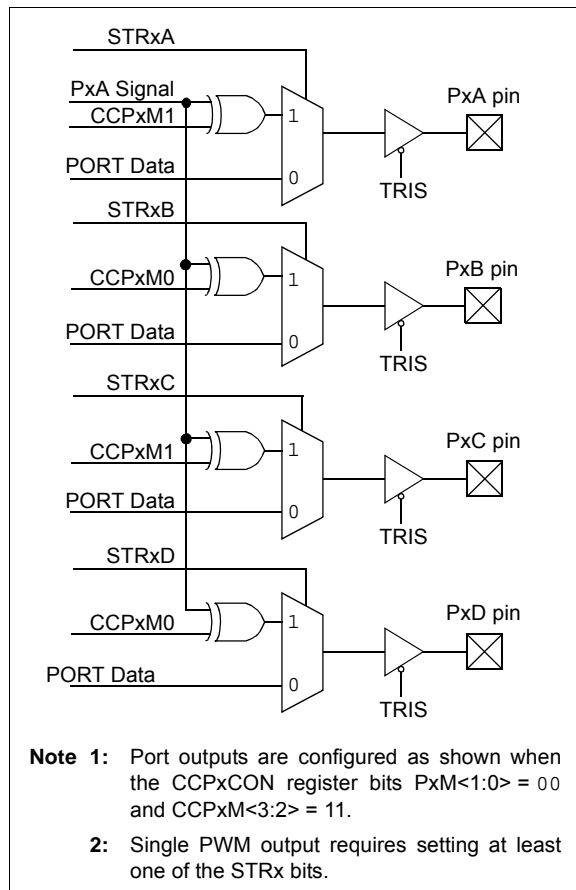 STRxA
PxA Signal
CCPxM1
PORT Data
1
0
TRIS
PxA pin
STRxB
CCPxM0
PORT Data
1
0
TRIS
PxB pin
STRxC
CCPxM1
PORT Data
1
0
TRIS
PxC pin
STRxD
CCPxM0
PORT Data
1
0
TRIS
PxD pin
Note 1: Port outputs are configured as shown when
the CCPxCON register bits PxM<1:0> = 00
and CCPxM<3:2> = 11.
2: Single PWM output requires setting at least
one of the STRx bits.